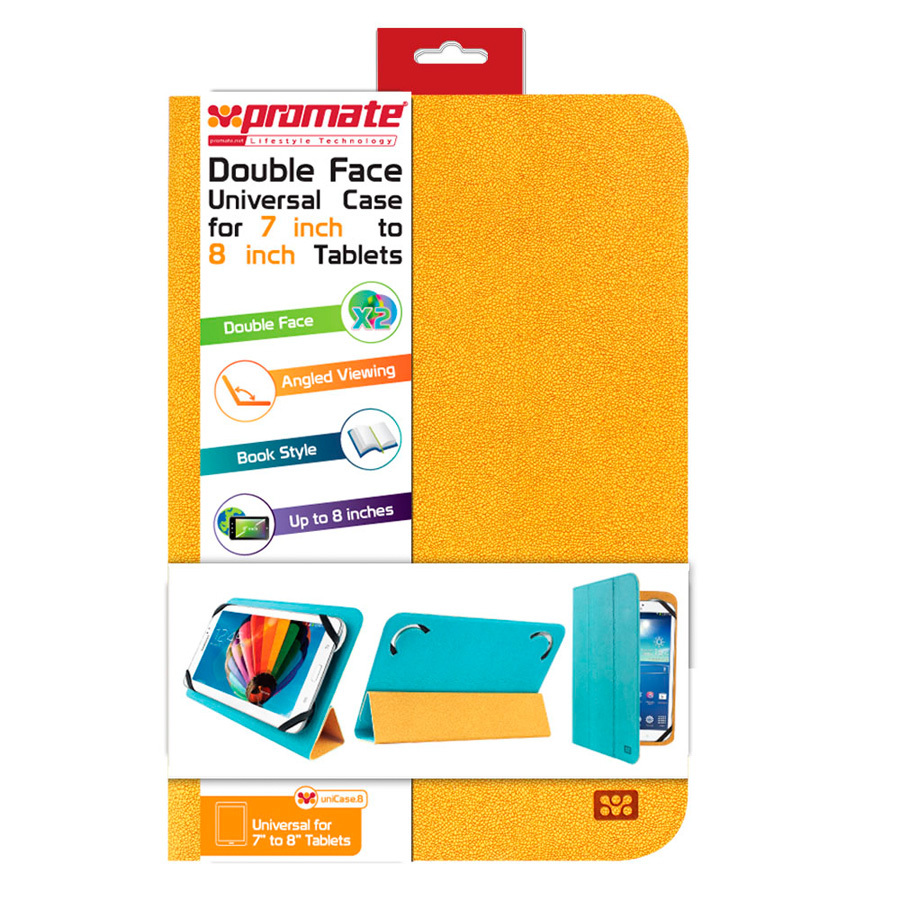 promate®
promate.net Lifestyle Technology
Double Face
Universal Case
for 7 inch to
8 inch Tablets
Double Face
X2
Angled Viewing
Book Style
Up to 8 inches
uniCase.8
Universal for
7" to 8" Tablets